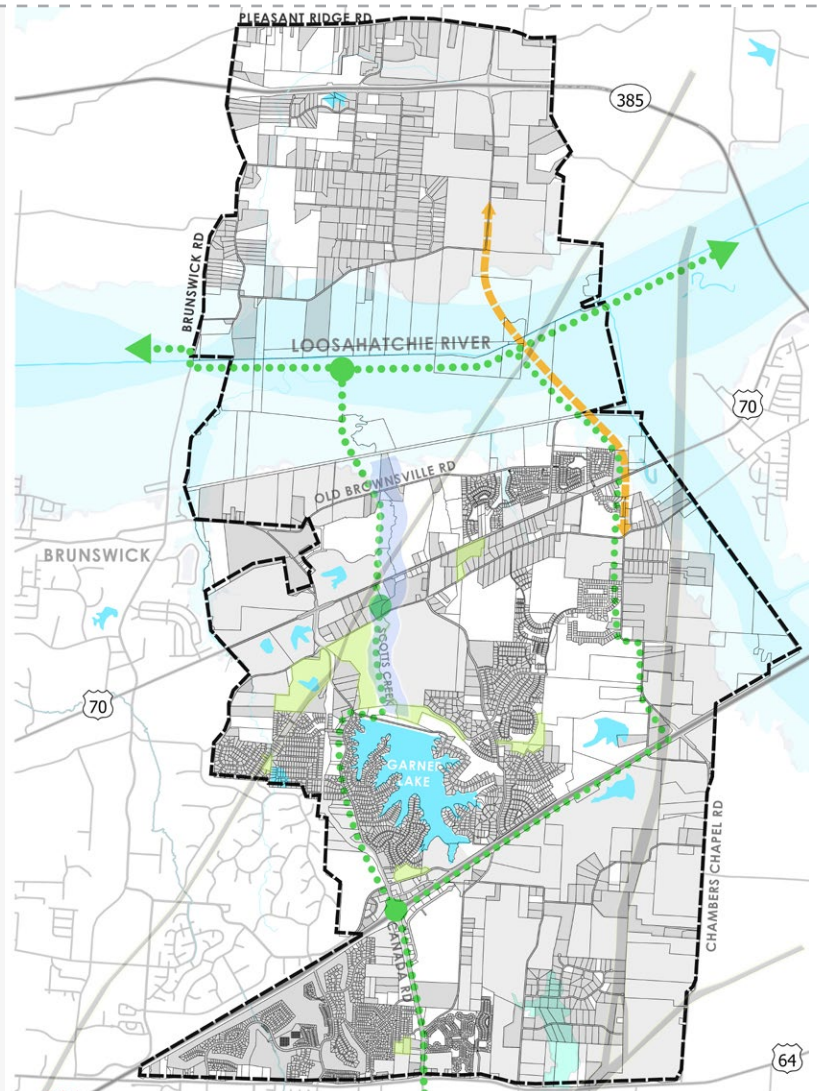 PLEASANT RIDGE RD
385
BRUNSWICK RD
LOOSAHATCHIE RIVER
70
OLD BROWNSVILLE RD
BRUNSWICK
SCOTTS CREEK
70
GARNER
LAKE
CHAMBERS CHAPEL RD
CANADA RD
64